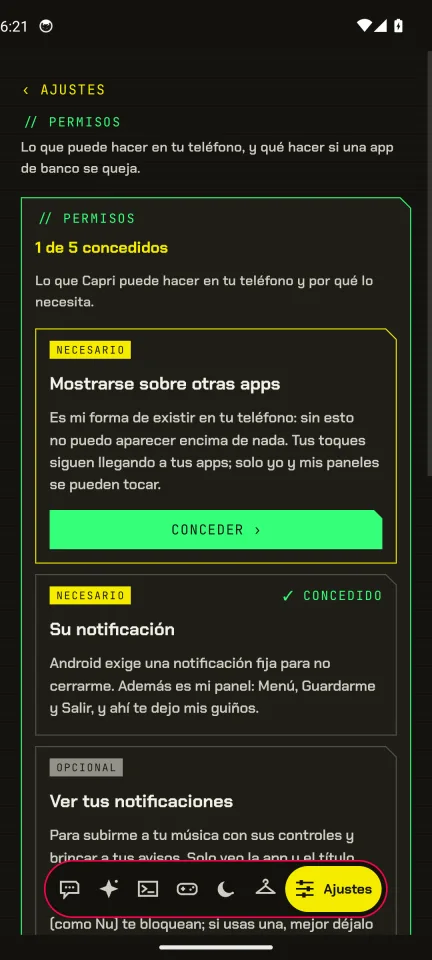 6:21
‹ AJUSTES
// PERMISOS
Lo que puede hacer en tu teléfono, y qué hacer si una app
de banco se queja.
// PERMISOS
1 de 5 concedidos
Lo que Capri puede hacer en tu teléfono y por qué lo
necesita.
NECESARIO
Mostrarse sobre otras apps
Es mi forma de existir en tu teléfono: sin esto
no puedo aparecer encima de nada. Tus toques
siguen llegando a tus apps; solo yo y mis paneles
se pueden tocar.
CONCEDER ›
NECESARIO
✓ CONCEDIDO
Su notificación
Android exige una notificación fija para no
cerrarme. Además es mi panel: Menú, Guardarme
y Salir, y ahí te dejo mis guiños.
OPCIONAL
Ver tus notificaciones
Para subirme a tu música con sus controles y
brincar a tus avisos. Solo veo la app y el título
Ajustes
(como Nu) te bloquean; si usas una, mejor déjalo